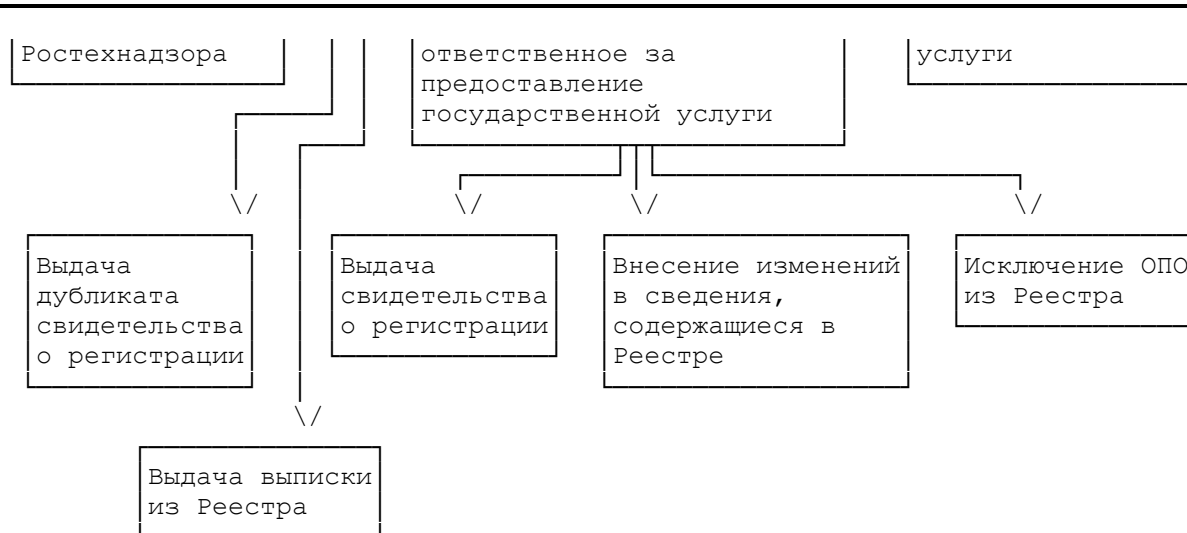 Ростехнадзора
ответственное за
предоставление
государственной услуги
услуги
Выдача
дубликата
свидетельства
о регистрации
Выдача
свидетельства
о регистрации
Внесение изменений
в сведения,
содержащиеся в
Реестре
Исключение ОПО
из Реестра
Выдача выписки
из Реестра